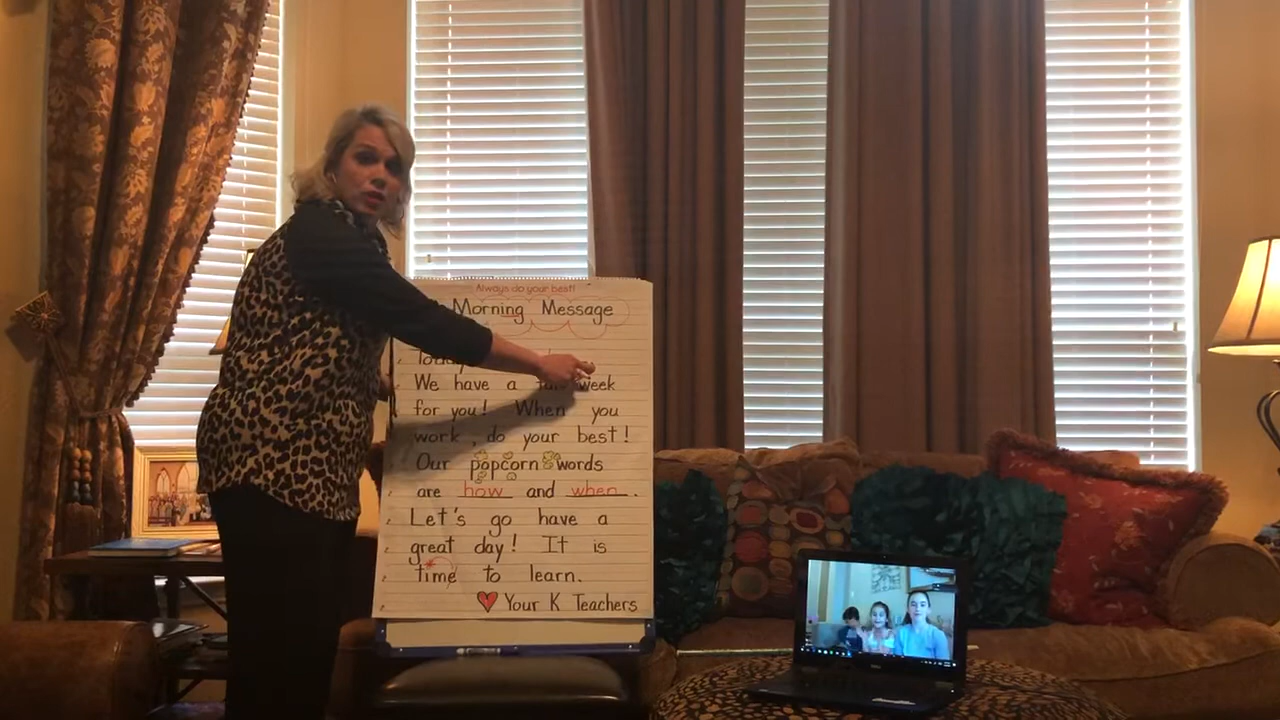 Always do your best!
Morning Message
We have a week
for you! When you
work, do your best!
Our popcorn words
are how and when.
Let's go have a
great day! It is
time to learn.
Your K Teachers